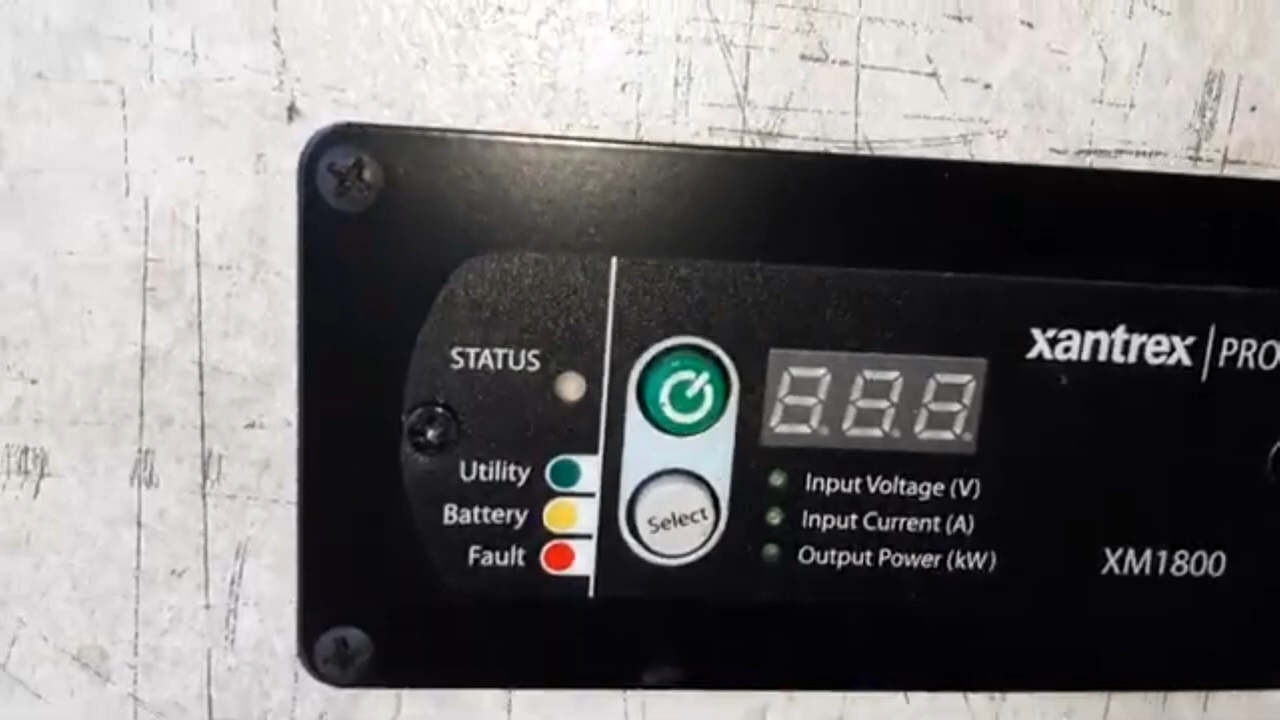 xantrex | PRO
STATUS
Utility
Battery
Fault
Select
Input Voltage (V)
Input Current (A)
Output Power (kW)
XM1800